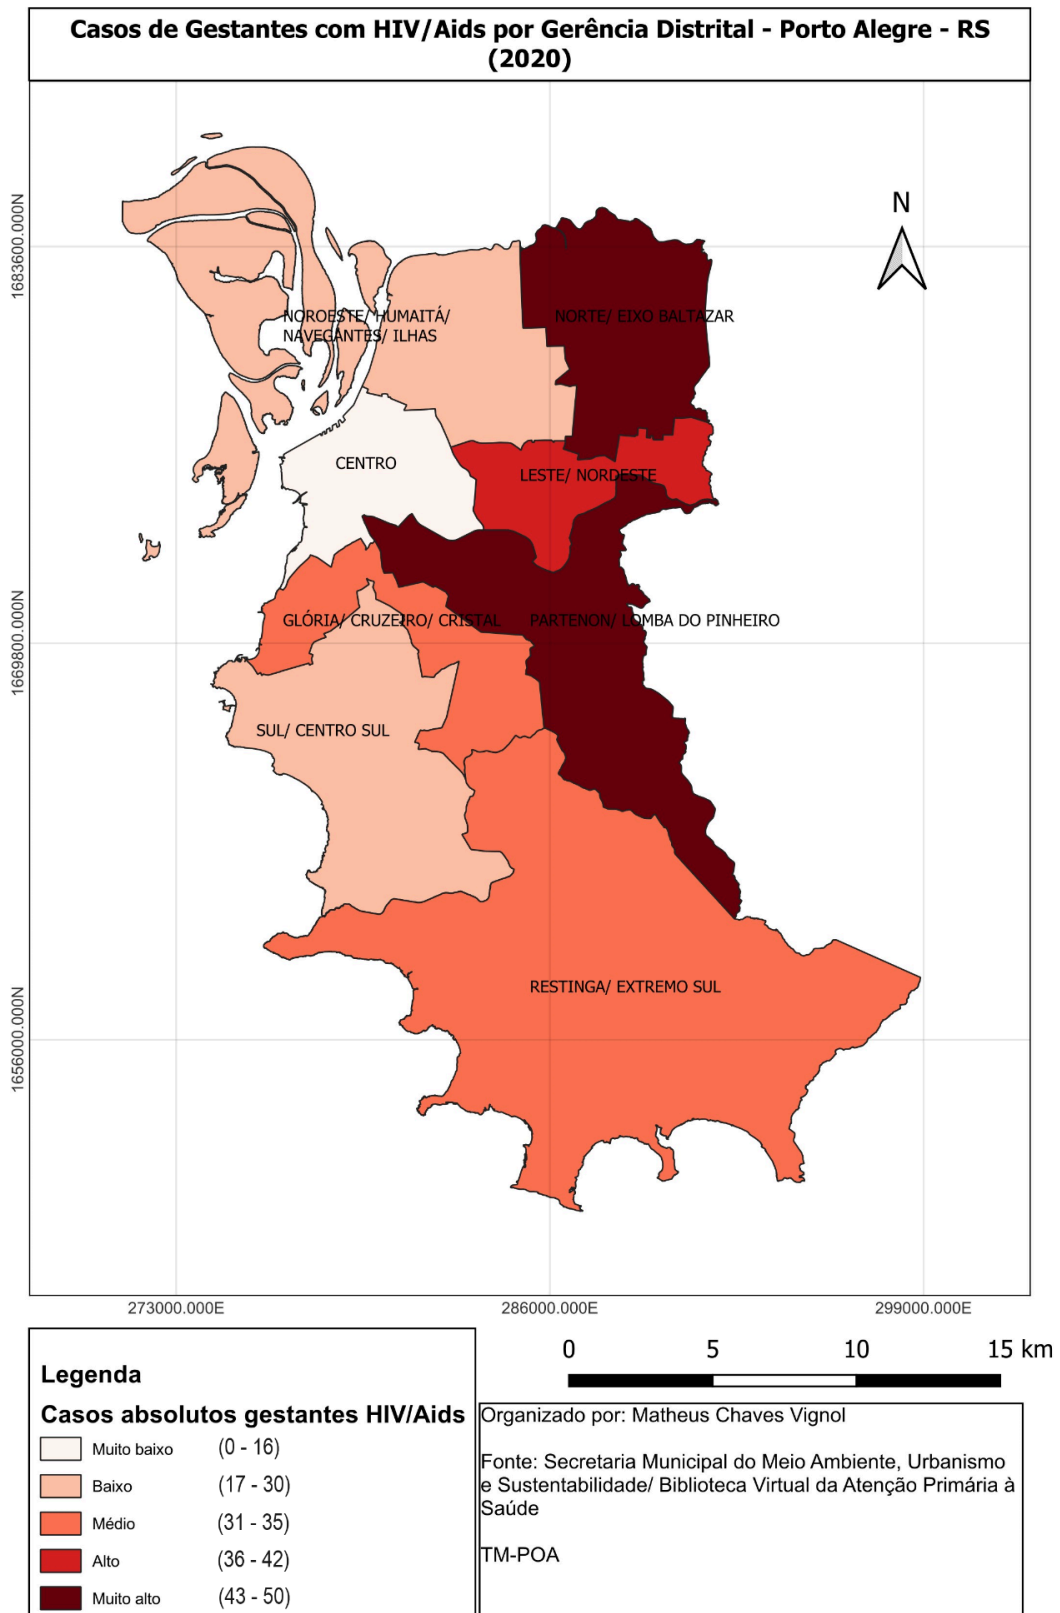 Casos de Gestantes com HIV/Aids por Gerência Distrital - Porto Alegre - RS
(2020)
N
1683600.000N
NOROESTE/ HUMAITÁ/
NAVEGANTES/ ILHAS
NORTE/ EIXO BALTAZAR
CENTRO
LESTE/ NORDESTE
GLÓRIA/ CRUZEIRO/ CRISTAL
PARTENON/ LOMBA DO PINHEIRO
1669800.000N
SUL/ CENTRO SUL
RESTINGA/ EXTREMO SUL
1656000.000N
273000.000E
286000.000E
299000.000E
0 5 10 15 km
Legenda
Casos absolutos gestantes HIV/Aids
Muito baixo (0 - 16)
Baixo (17 - 30)
Médio (31 - 35)
Alto (36 - 42)
Muito alto (43 - 50)
Organizado por: Matheus Chaves Vignol
Fonte: Secretaria Municipal do Meio Ambiente, Urbanismo
e Sustentabilidade/ Biblioteca Virtual da Atenção Primária à
Saúde
TM-POA